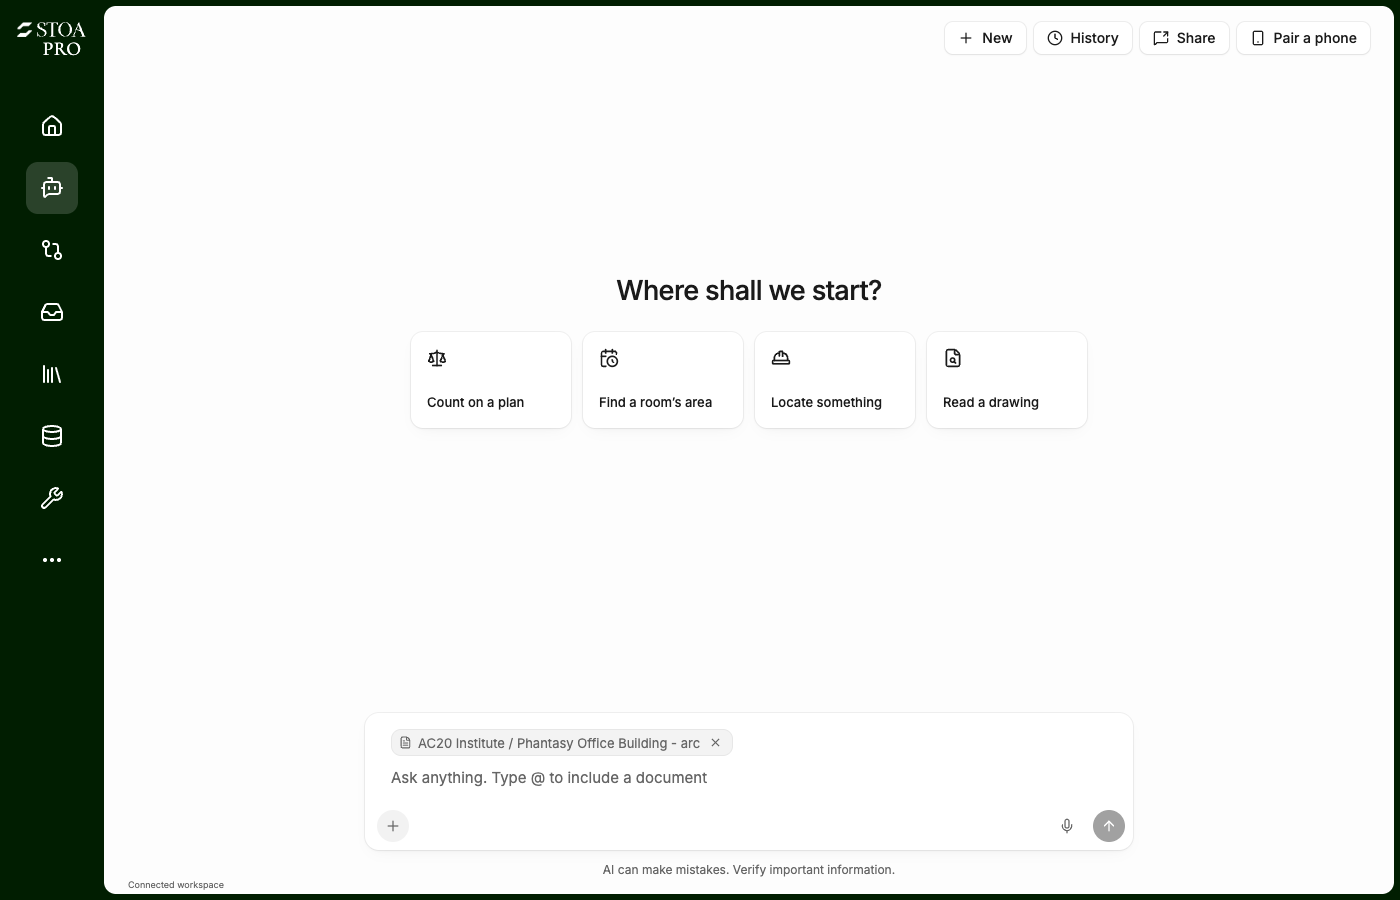 STOA
PRO
New
History
Share
Pair a phone
Where shall we start?
Count on a plan
Find a room's area
Locate something
Read a drawing
AC20 Institute / Phantasy Office Building - arc
Ask anything. Type @ to include a document
AI can make mistakes. Verify important information.
Connected workspace